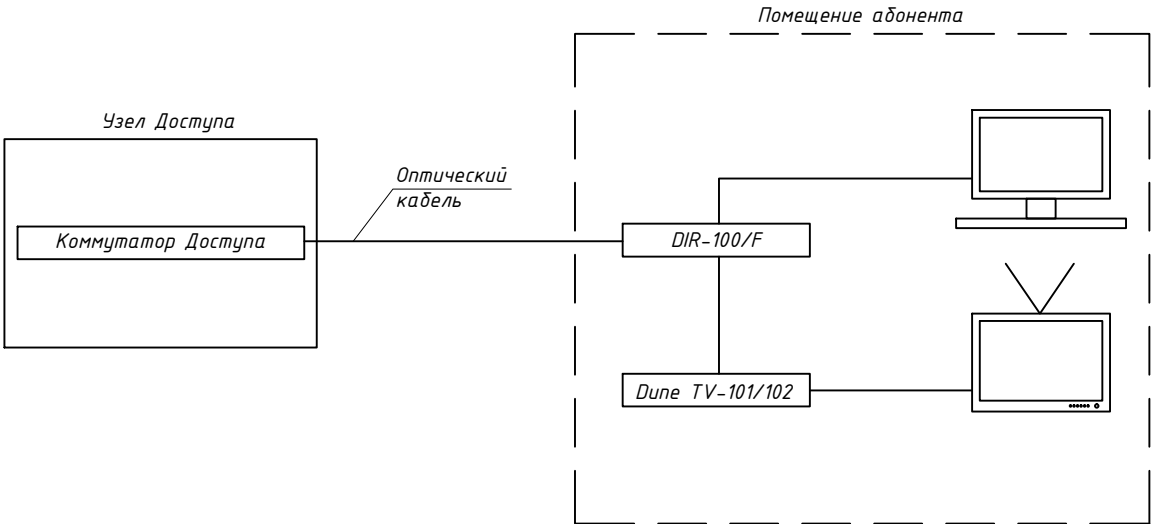 Помещение абонента
Узел Доступа
Оптический
кабель
Коммутатор Доступа
DIR-100/F
Dune TV-101/102